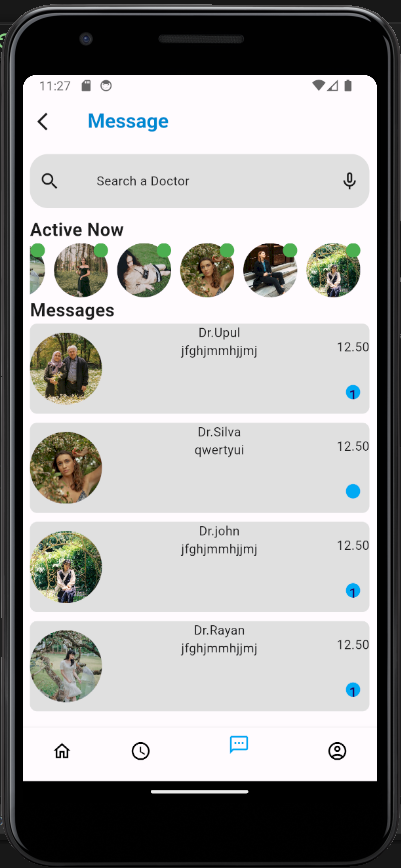 11:27
Message
Search a Doctor
Active Now
Messages
Dr.Upul
jfghjmmhjjmj
12.50
1
Dr.Silva
qwertyui
12.50
Dr.john
jfghjmmhjjmj
12.50
1
Dr.Rayan
jfghjmmhjjmj
12.50
1